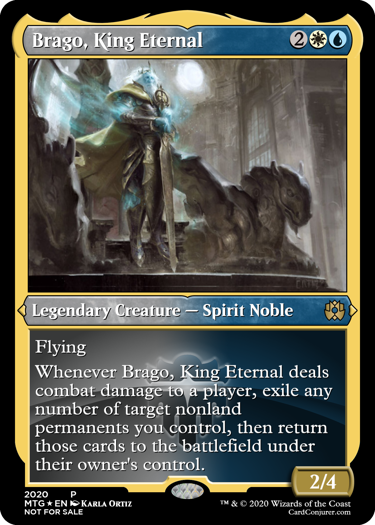 Brago, King Eternal 2
Legendary Creature — Spirit Noble
Flying
Whenever Brago, King Eternal deals
combat damage to a player, exile any
number of target nonland
permanents you control, then return
those cards to the battlefield under
their owner's control.
2/4
2020 P
MTG ★ EN Karla Ortiz
NOT FOR SALE
™ & © 2020 Wizards of the Coast
CardConjurer.com